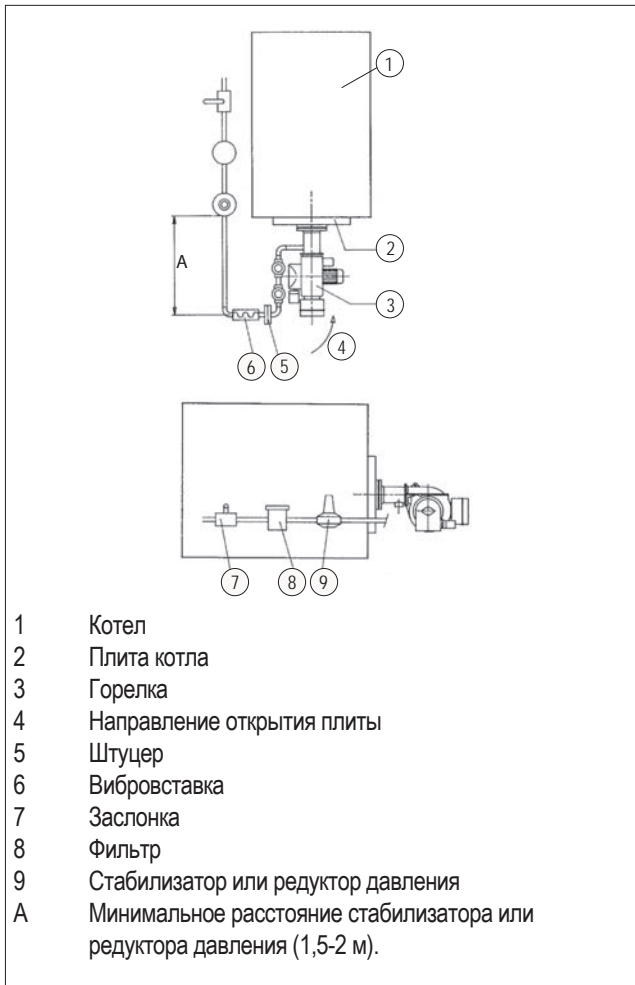 1
A
2
3
4
6 5
7 8 9
1 Котел
2 Плита котла
3 Горелка
4 Направление открытия плиты
5 Штуцер
6 Вибровставка
7 Заслонка
8 Фильтр
9 Стабилизатор или редуктор давления
A Минимальное расстояние стабилизатора или
редуктора давления (1,5-2 м).